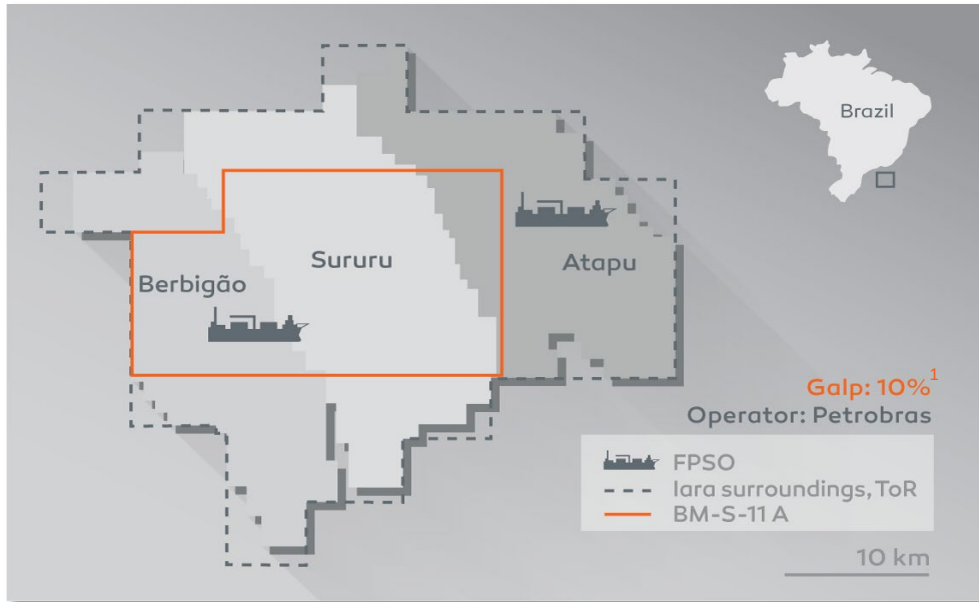 Brazil
Sururu
Atapu
Berbigão
Galp: 10%1
Operator: Petrobras
FPSO
Iara surroundings, ToR
BM-S-11 A
10 km